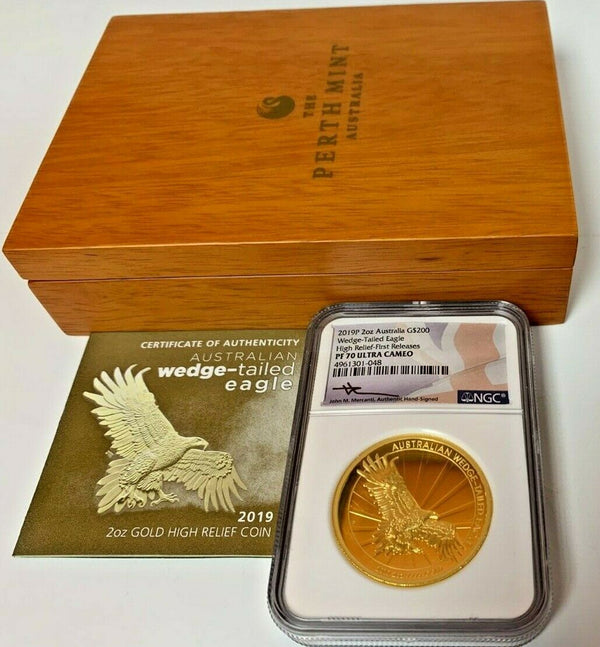 THE
PERTH MINT
AUSTRALIA
CERTIFICATE OF AUTHENTICITY
AUSTRALIAN
wedge-tailed
eagle
2019
2oz GOLD HIGH RELIEF COIN
2019P 2oz Australia G$200
Wedge-Tailed Eagle
High Relief-First Releases
PF 70 ULTRA CAMEO
4961301-048
John M. Mercanti, Authentic Hand-Signed
NGC
AUSTRALIAN WEDGE-TAILED